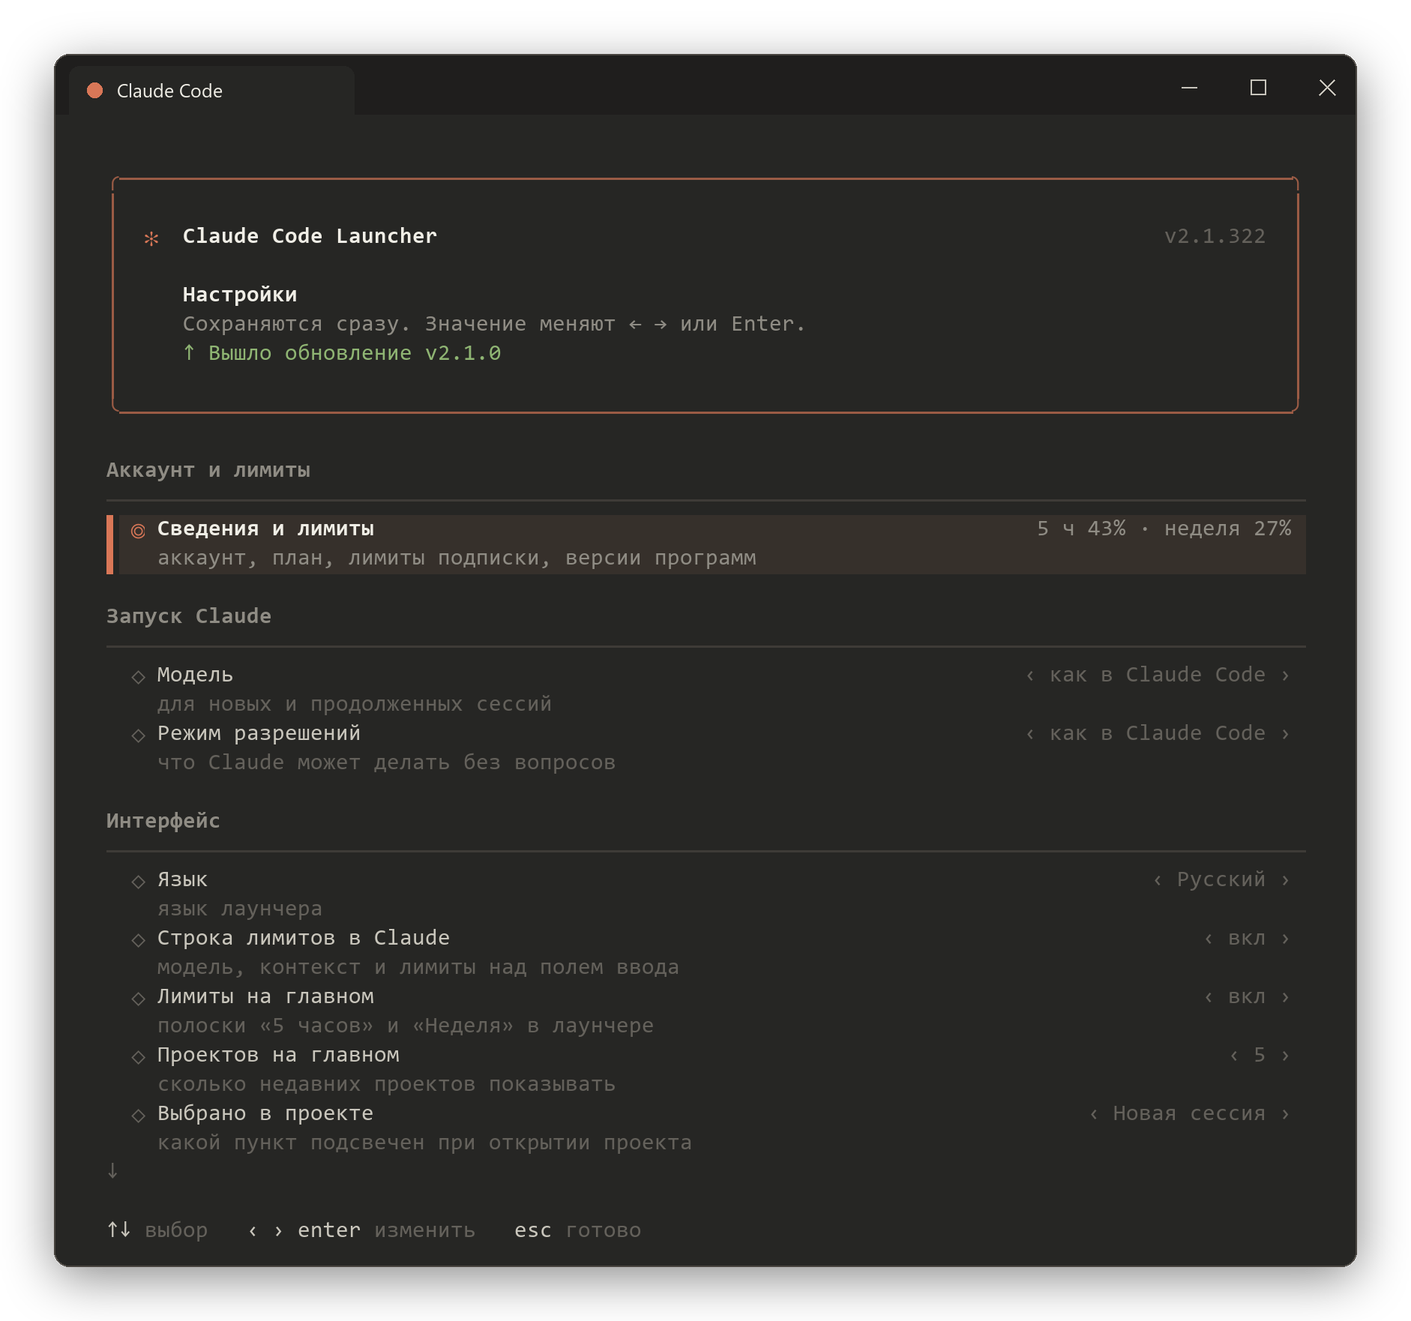 Claude Code
✻ Claude Code Launcher v2.1.322
Настройки
Сохраняются сразу. Значение меняют ← → или Enter.
↑ Вышло обновление v2.1.0
Аккаунт и лимиты
◎ Сведения и лимиты 5 ч 43% · неделя 27%
аккаунт, план, лимиты подписки, версии программ
Запуск Claude
◇ Модель ‹ как в Claude Code ›
для новых и продолженных сессий
◇ Режим разрешений ‹ как в Claude Code ›
что Claude может делать без вопросов
Интерфейс
◇ Язык ‹ Русский ›
язык лаунчера
◇ Строка лимитов в Claude ‹ вкл ›
модель, контекст и лимиты над полем ввода
◇ Лимиты на главном ‹ вкл ›
полоски «5 часов» и «Неделя» в лаунчере
◇ Проектов на главном ‹ 5 ›
сколько недавних проектов показывать
◇ Выбрано в проекте ‹ Новая сессия ›
какой пункт подсвечен при открытии проекта
↓
↑↓ выбор ‹ › enter изменить esc готово